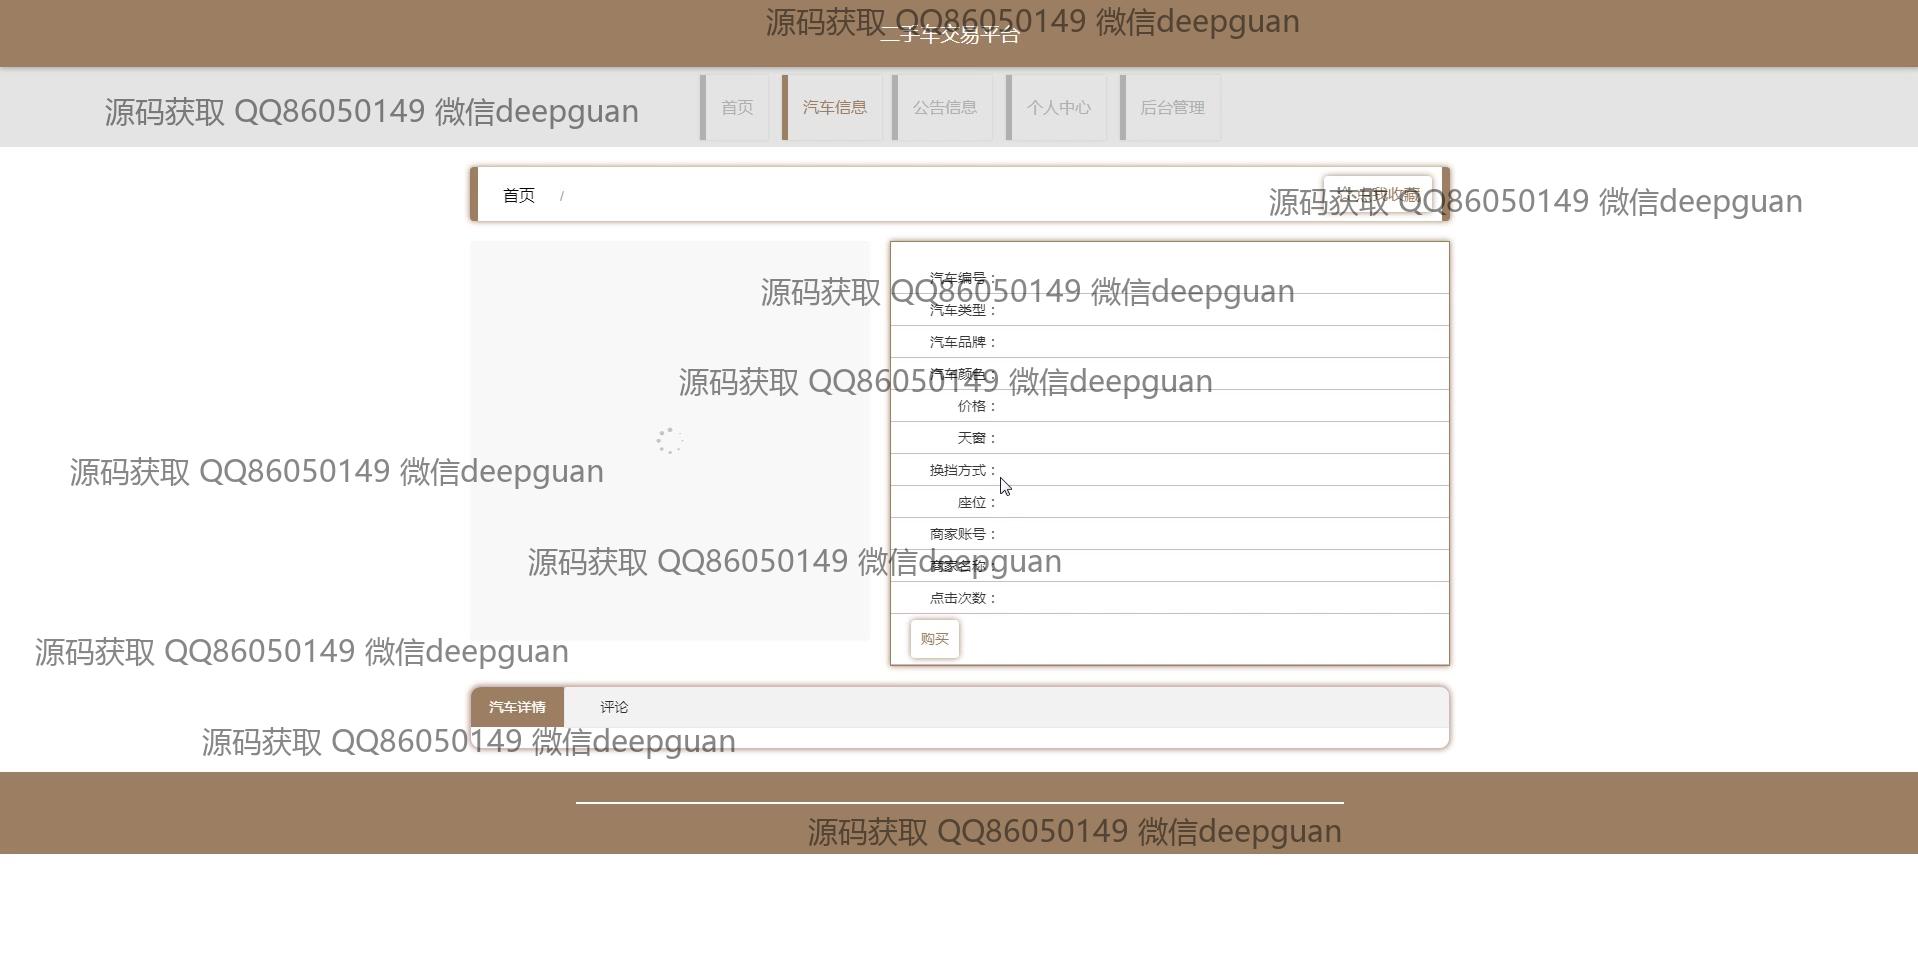 源码获取 QQ86050149 微信deepguan
二手车交易平台
首页
汽车信息
公告信息
个人中心
后台管理
源码获取 QQ86050149 微信deepguan
首页 /
点我收藏
源码获取 QQ86050149 微信deepguan
汽车编号：
源码获取 QQ86050149 微信deepguan
汽车类型：
汽车品牌：
汽车颜色：
源码获取 QQ86050149 微信deepguan
价格：
天窗：
换挡方式：
源码获取 QQ86050149 微信deepguan
座位：
商家账号：
商家名称：
源码获取 QQ86050149 微信deepguan
点击次数：
购买
源码获取 QQ86050149 微信deepguan
汽车详情
评论
源码获取 QQ86050149 微信deepguan
源码获取 QQ86050149 微信deepguan